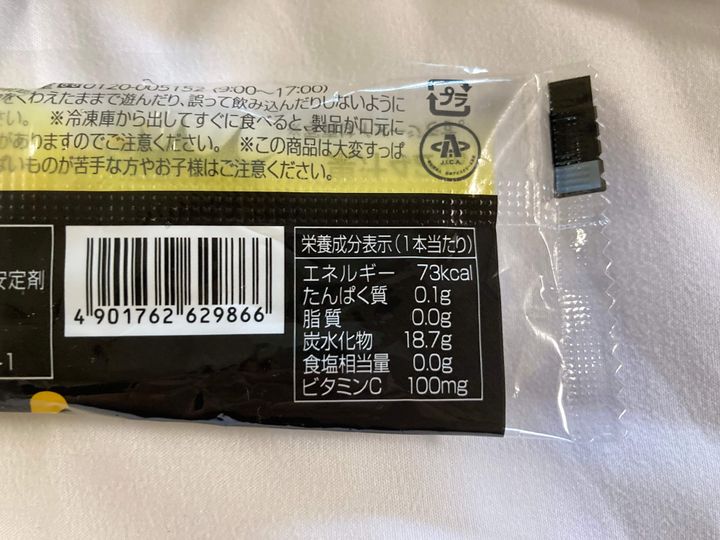 0120-005152 (9:00〜17:00)
をくわえたままで遊んだり、誤って飲み込んだりしないように
さい。 ※冷凍庫から出してすぐに食べると、製品が口元に
がありますのでご注意ください。 ※この商品は大変すっぱ
ぱいものが苦手な方やお子様はご注意ください。
プラ
J.I.C.A.
安定剤
-1
4 901762 629866
栄養成分表示(1本当たり)
エネルギー 73kcal
たんぱく質 0.1g
脂質 0.0g
炭水化物 18.7g
食塩相当量 0.0g
ビタミンC 100mg